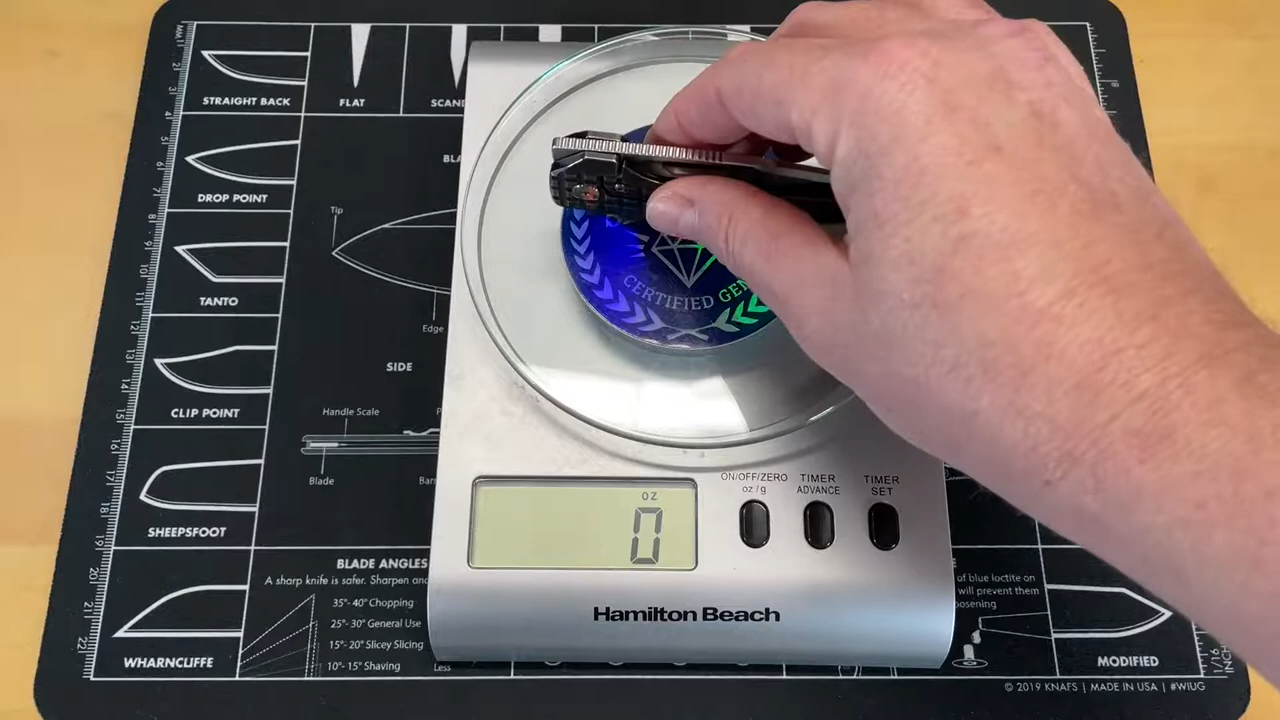 MM.
STRAIGHT BACK
FLAT
DROP POINT
Tip
TANTO
Edge
SIDE
CLIP POINT
Handle Scale
Blade
SHEEPSFOOT
BLADE ANGLES
A sharp knife is safer. Sharpen
35°- 40° Chopping
25°- 30° General Use
15°- 20° Slicey Slicing
10°- 15° Shaving
Less
WHARNCLIFFE
CERTIFIED
ON/OFF/ZERO
oz / g
TIMER
ADVANCE
TIMER
SET
oz
0
Hamilton Beach
of blue loctite on
will prevent them
MODIFIED
1/16
© 2019 KNAFS | MADE IN USA | #WIUG